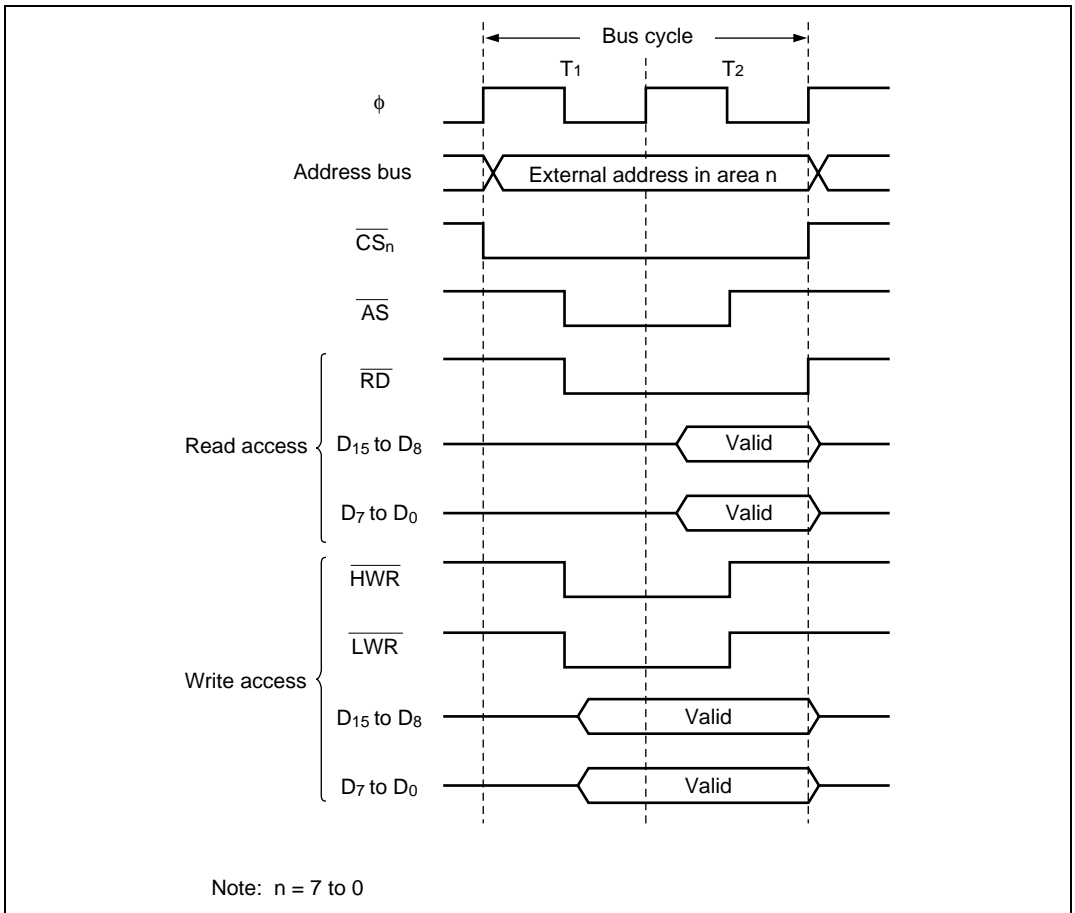 Bus cycle
T1 T2
ϕ
Address bus External address in area n
CSn
AS
RD
Read access D15 to D8 Valid
D7 to D0 Valid
HWR
LWR
Write access
D15 to D8 Valid
D7 to D0 Valid
Note: n = 7 to 0